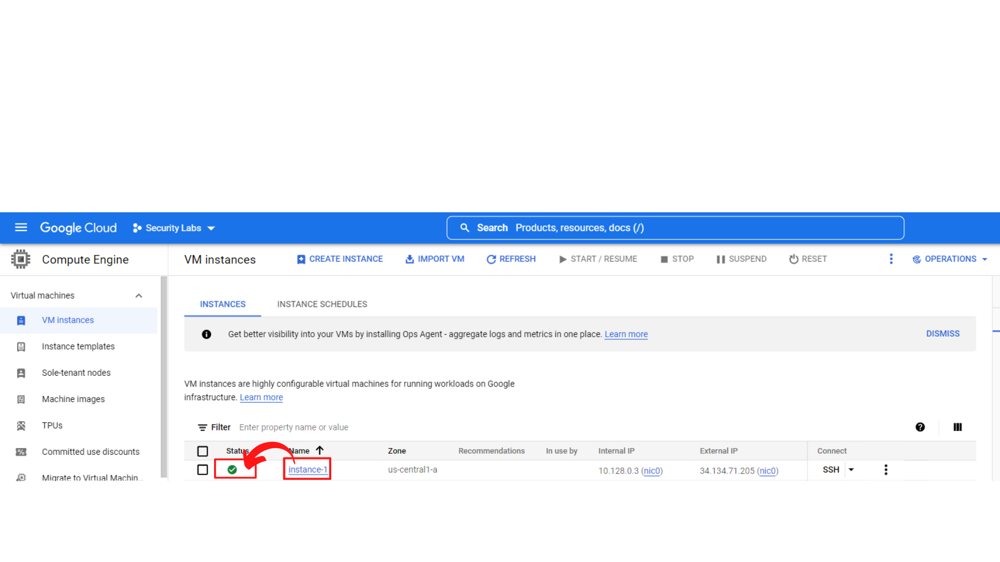 Google Cloud Security Labs Search Products, resources, docs (/)
Compute Engine VM instances CREATE INSTANCE IMPORT VM REFRESH START / RESUME STOP SUSPEND RESET OPERATIONS
Virtual machines
VM instances
Instance templates
Sole-tenant nodes
Machine images
TPUs
Committed use discounts
Migrate to Virtual Machin...
INSTANCES INSTANCE SCHEDULES
Get better visibility into your VMs by installing Ops Agent - aggregate logs and metrics in one place. Learn more DISMISS
VM instances are highly configurable virtual machines for running workloads on Google
infrastructure. Learn more
Filter Enter property name or value
Status Name Zone Recommendations In use by Internal IP External IP Connect
instance-1 us-central1-a 10.128.0.3 (nic0) 34.134.71.205 (nic0) SSH